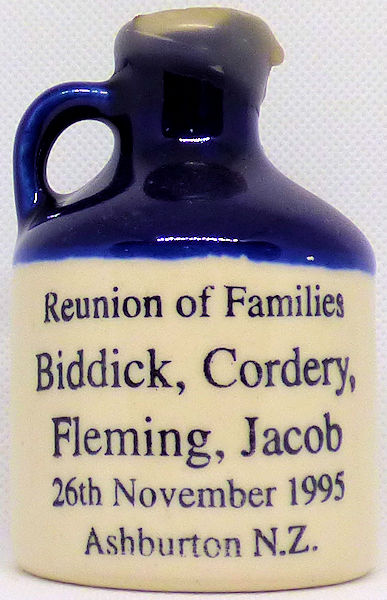 Reunion of Families
Biddick, Cordery,
Fleming, Jacob
26th November 1995
Ashburton N.Z.